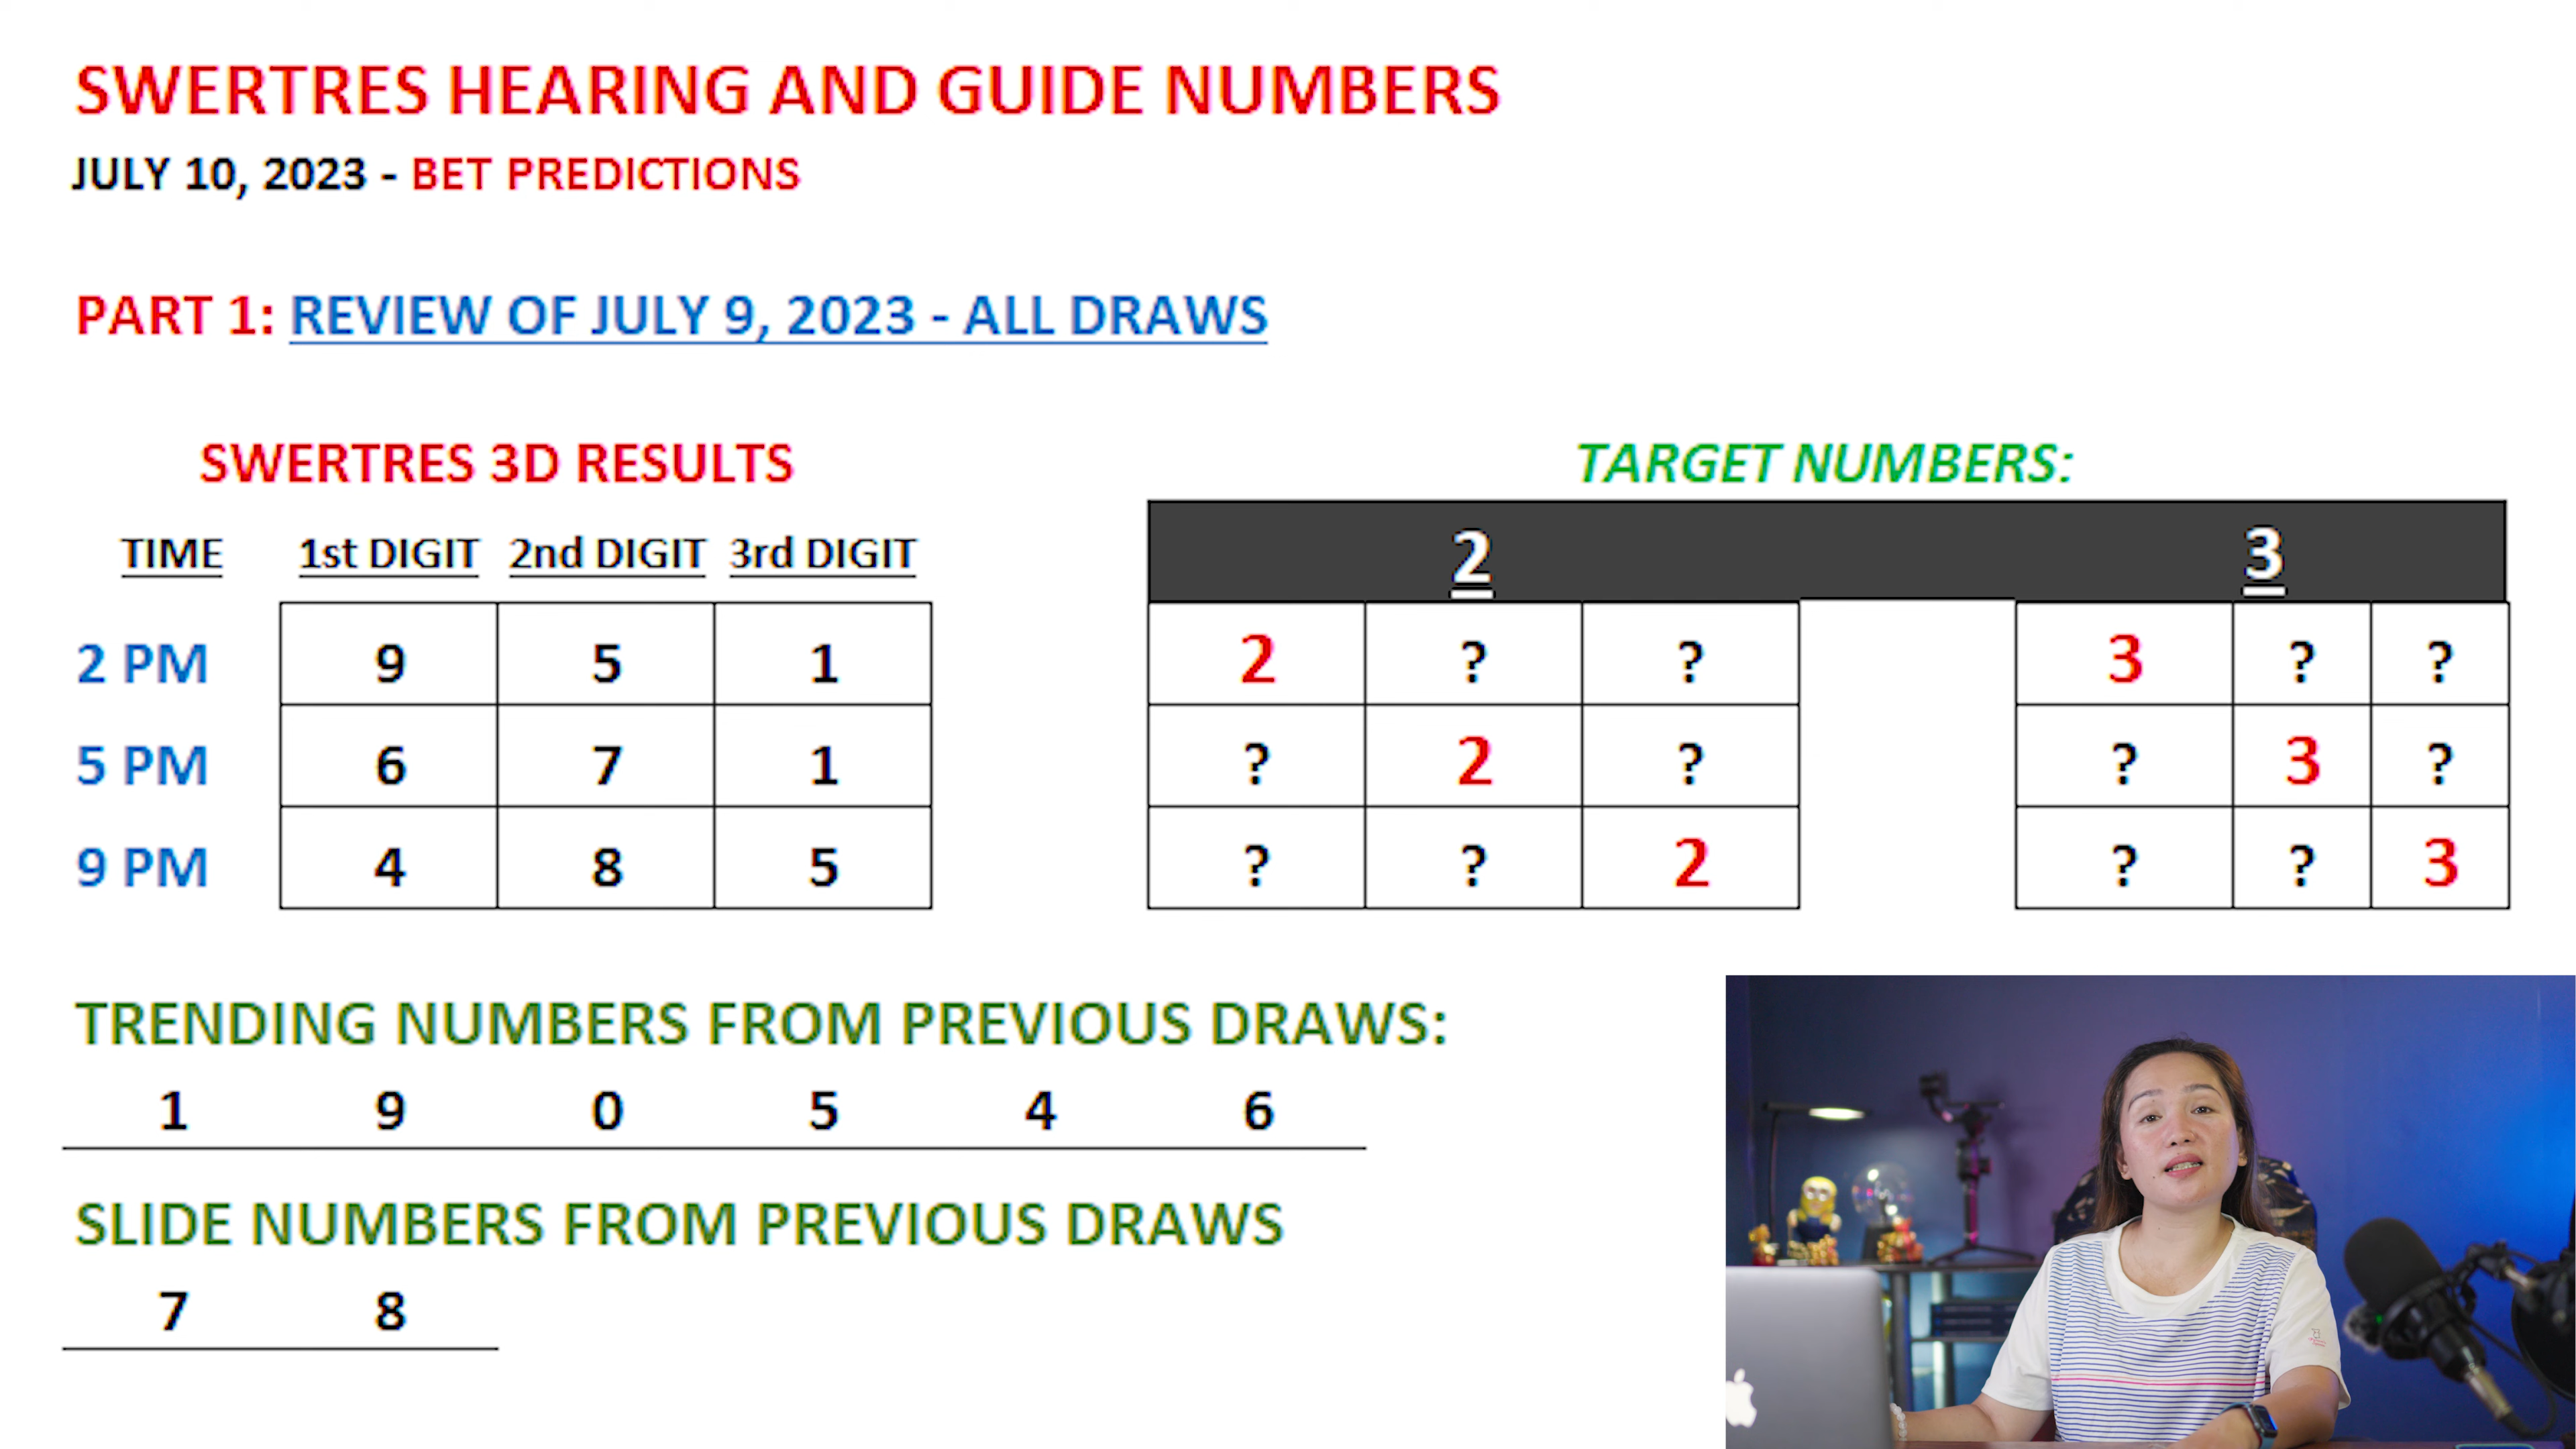 SWERTRES HEARING AND GUIDE NUMBERS
JULY 10, 2023 - BET PREDICTIONS
PART 1: REVIEW OF JULY 9, 2023 - ALL DRAWS
SWERTRES 3D RESULTS
TIME 1st DIGIT 2nd DIGIT 3rd DIGIT
2 PM 9 5 1
5 PM 6 7 1
9 PM 4 8 5
TARGET NUMBERS:
2 3
2 ? ? 3 ? ?
? 2 ? ? 3 ?
? ? 2 ? ? 3
TRENDING NUMBERS FROM PREVIOUS DRAWS:
1 9 0 5 4 6
SLIDE NUMBERS FROM PREVIOUS DRAWS
7 8